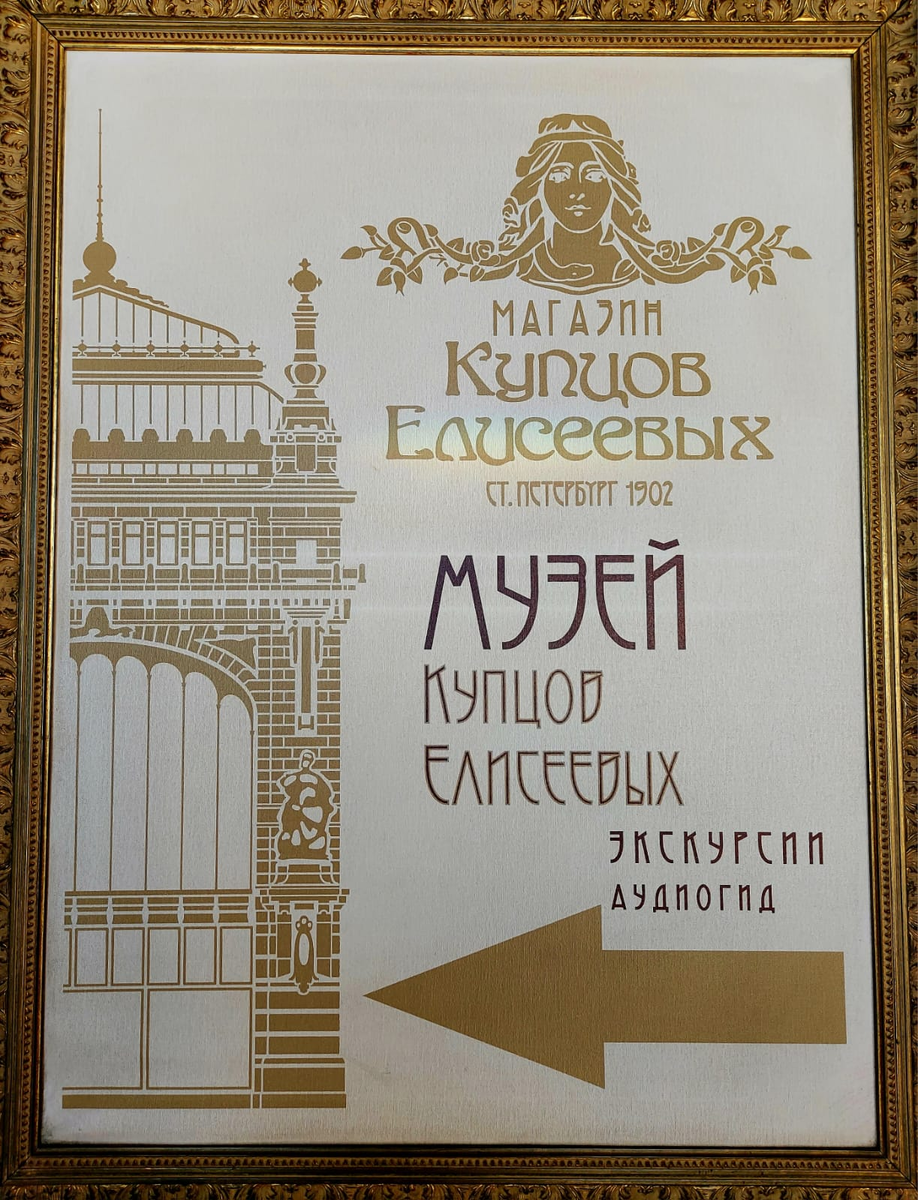 МАГАЗИН
Купцов
Елисеевых
СТ. ПЕТЕРБУРГ 1902
МУЗЕЙ
Купцов
Елисеевых
ЭКСКУРСИИ
АУДИОГИД